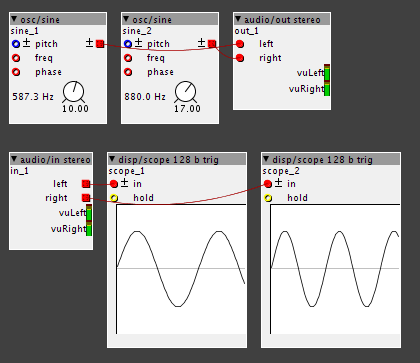 osc/sine
sine_1
± pitch ±
freq
phase
587.3 Hz
10.00
osc/sine
sine_2
± pitch ±
freq
phase
880.0 Hz
17.00
audio/out stereo
out_1
left
right
vuLeft
vuRight
audio/in stereo
in_1
left
right
vuLeft
vuRight
disp/scope 128 b trig
scope_1
± in
hold
disp/scope 128 b trig
scope_2
± in
hold